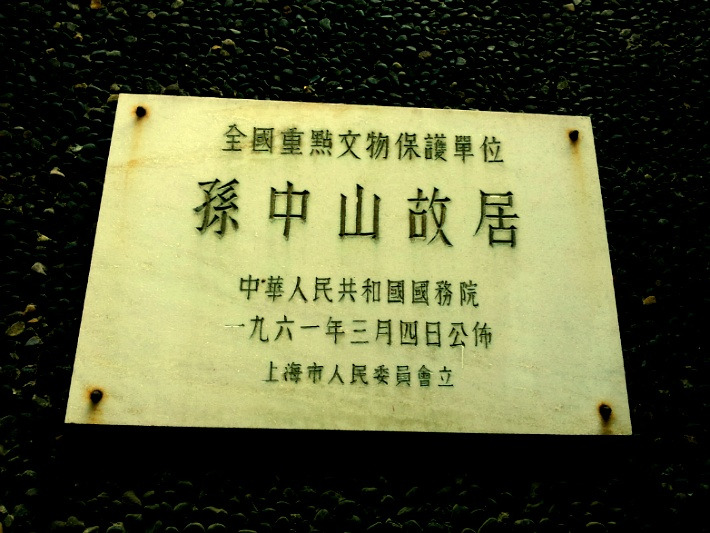 全國重點文物保護單位
孫中山故居
中華人民共和國國務院
一九六一年三月四日公佈
上海市人民委員會立